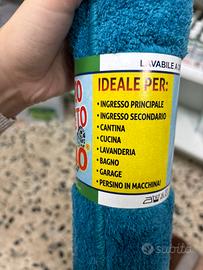 LAVABILE A
IDEALE PER:
• INGRESSO PRINCIPALE
• INGRESSO SECONDARIO
• CANTINA
• CUCINA
• LAVANDERIA
• BAGNO
• GARAGE
• PERSINO IN MACCHINA!
subito